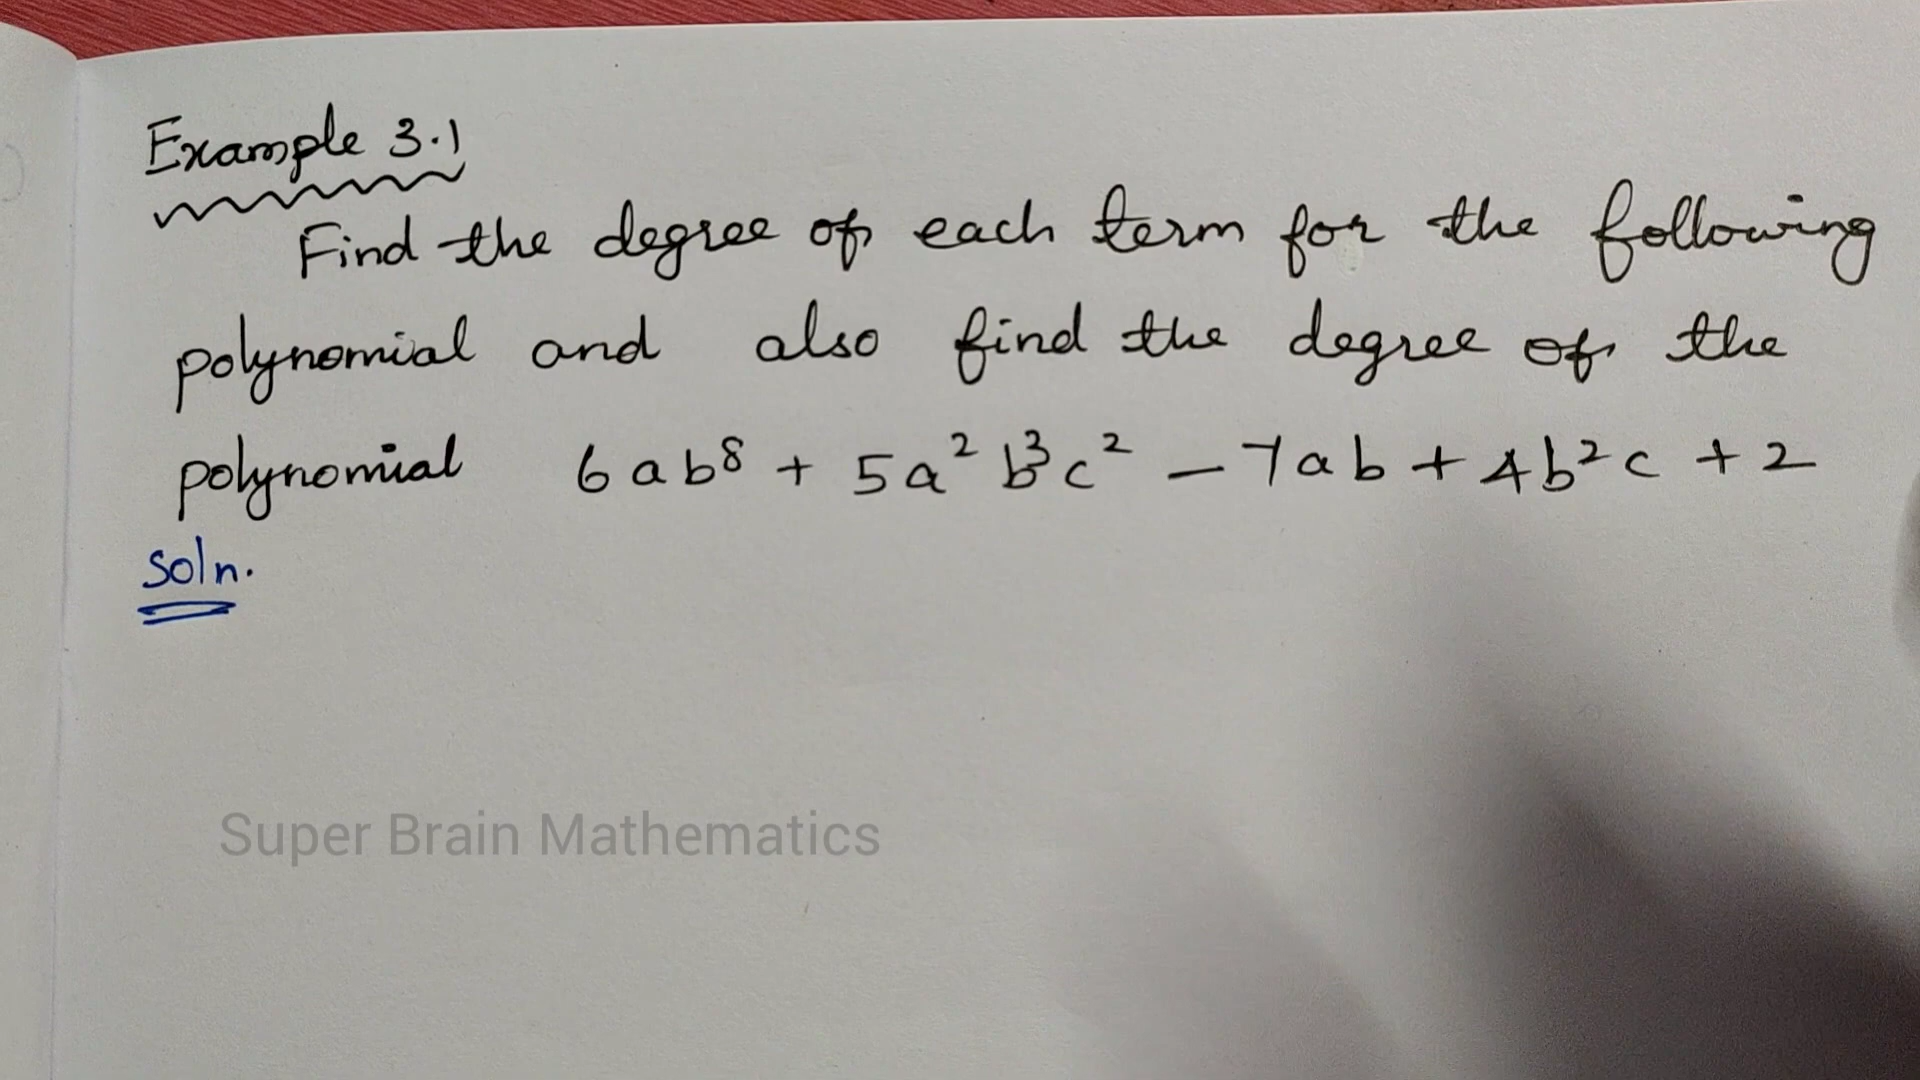 Example 3.1
Find the degree of each term for the following
polynomial and also find the degree of the
polynomial 6ab⁸ + 5a²b³c² - 7ab + 4b²c + 2
Soln.
Super Brain Mathematics